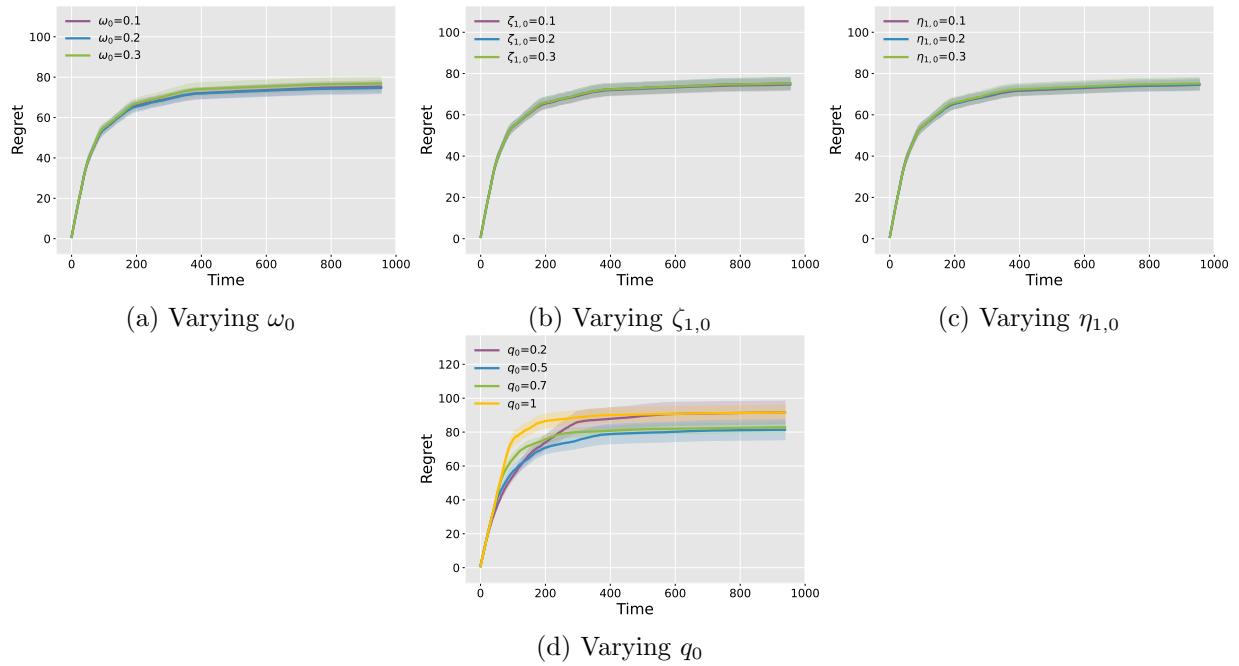 ω₀=0.1
ω₀=0.2
ω₀=0.3
100
80
60
40
20
0
Regret
0 200 400 600 800 1000
Time
(a) Varying ω₀
ζ₁,₀=0.1
ζ₁,₀=0.2
ζ₁,₀=0.3
100
80
60
40
20
0
Regret
0 200 400 600 800 1000
Time
(b) Varying ζ₁,₀
η₁,₀=0.1
η₁,₀=0.2
η₁,₀=0.3
100
80
60
40
20
0
Regret
0 200 400 600 800 1000
Time
(c) Varying η₁,₀
q₀=0.2
q₀=0.5
q₀=0.7
q₀=1
120
100
80
60
40
20
0
Regret
0 200 400 600 800 1000
Time
(d) Varying q₀